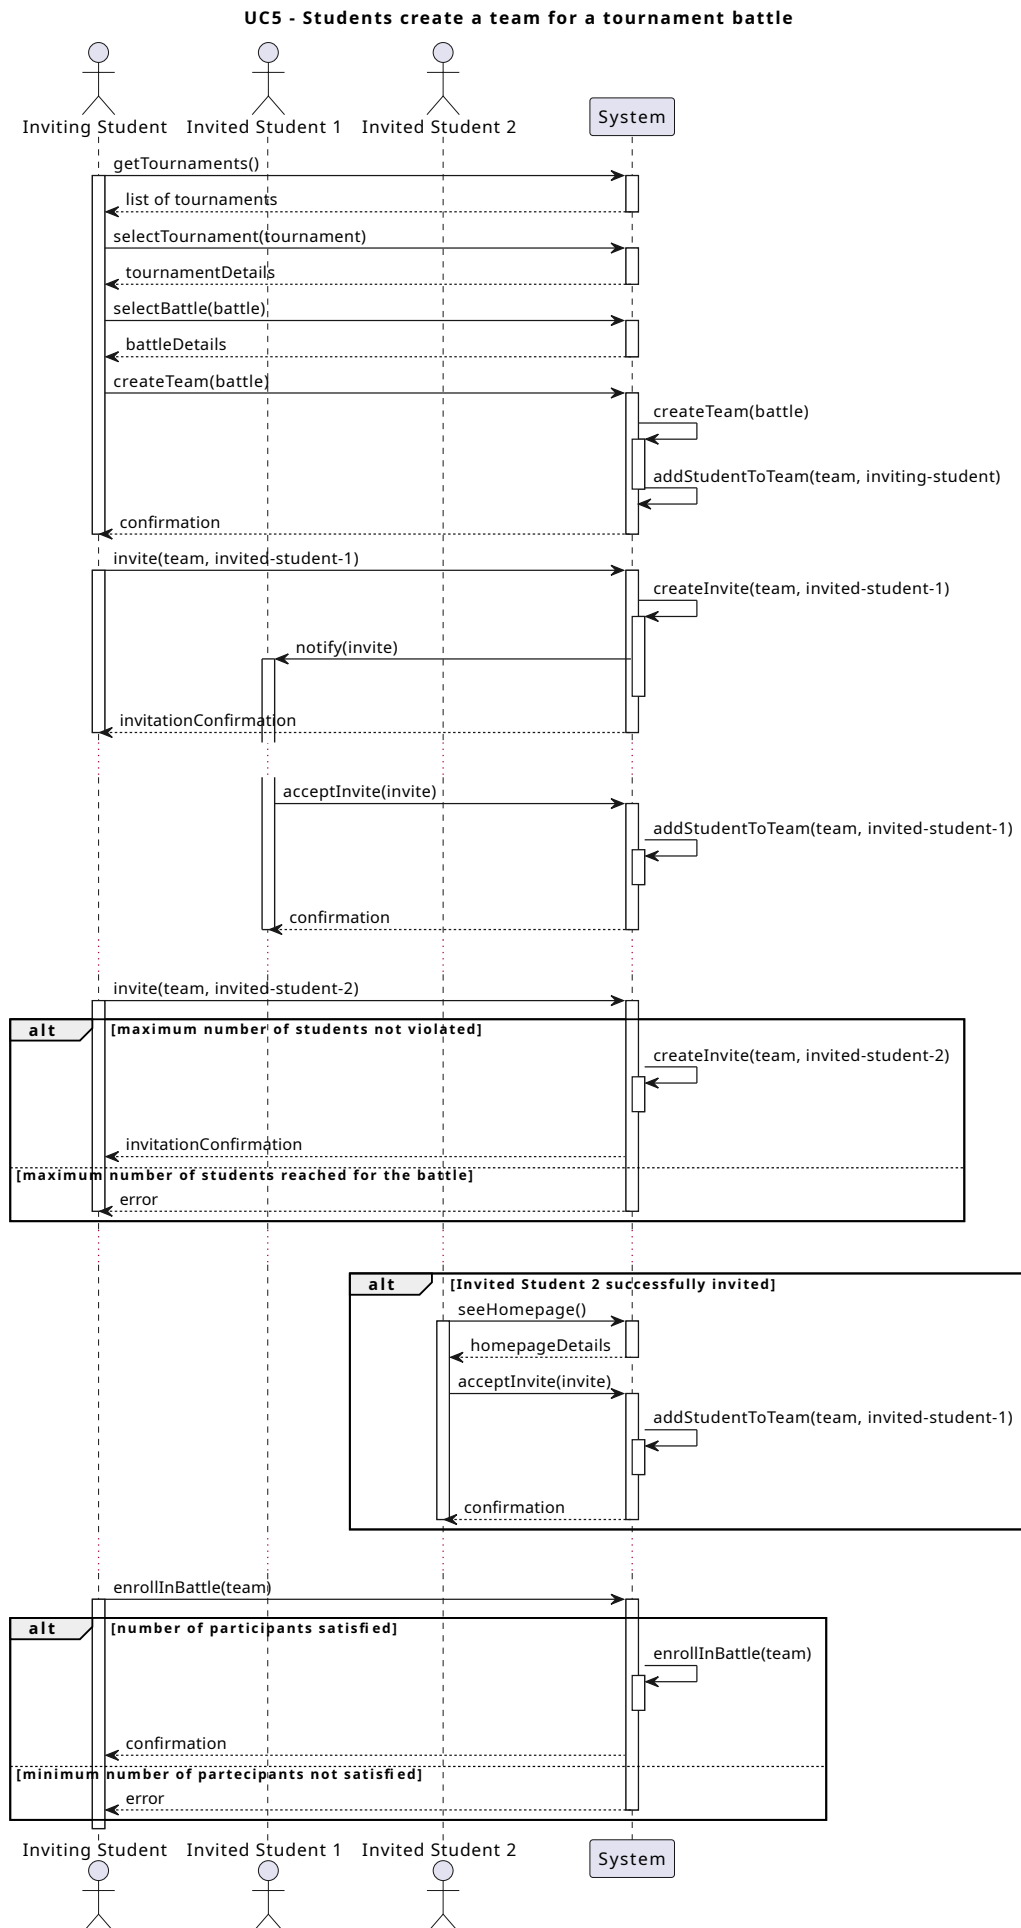 UC5 - Students create a team for a tournament battle
Inviting Student
Invited Student 1
Invited Student 2
System
getTournaments()
list of tournaments
selectTournament(tournament)
tournamentDetails
selectBattle(battle)
battleDetails
createTeam(battle)
createTeam(battle)
addStudentToTeam(team, inviting-student)
confirmation
invite(team, invited-student-1)
createInvite(team, invited-student-1)
notify(invite)
invitationConfirmation
acceptInvite(invite)
addStudentToTeam(team, invited-student-1)
confirmation
invite(team, invited-student-2)
alt [maximum number of students not violated]
createInvite(team, invited-student-2)
invitationConfirmation
[maximum number of students reached for the battle]
error
alt [Invited Student 2 successfully invited]
seeHomepage()
homepageDetails
acceptInvite(invite)
addStudentToTeam(team, invited-student-1)
confirmation
enrollInBattle(team)
alt [number of participants satisfied]
enrollInBattle(team)
confirmation
[minimum number of partecipants not satisfied]
error
Inviting Student
Invited Student 1
Invited Student 2
System